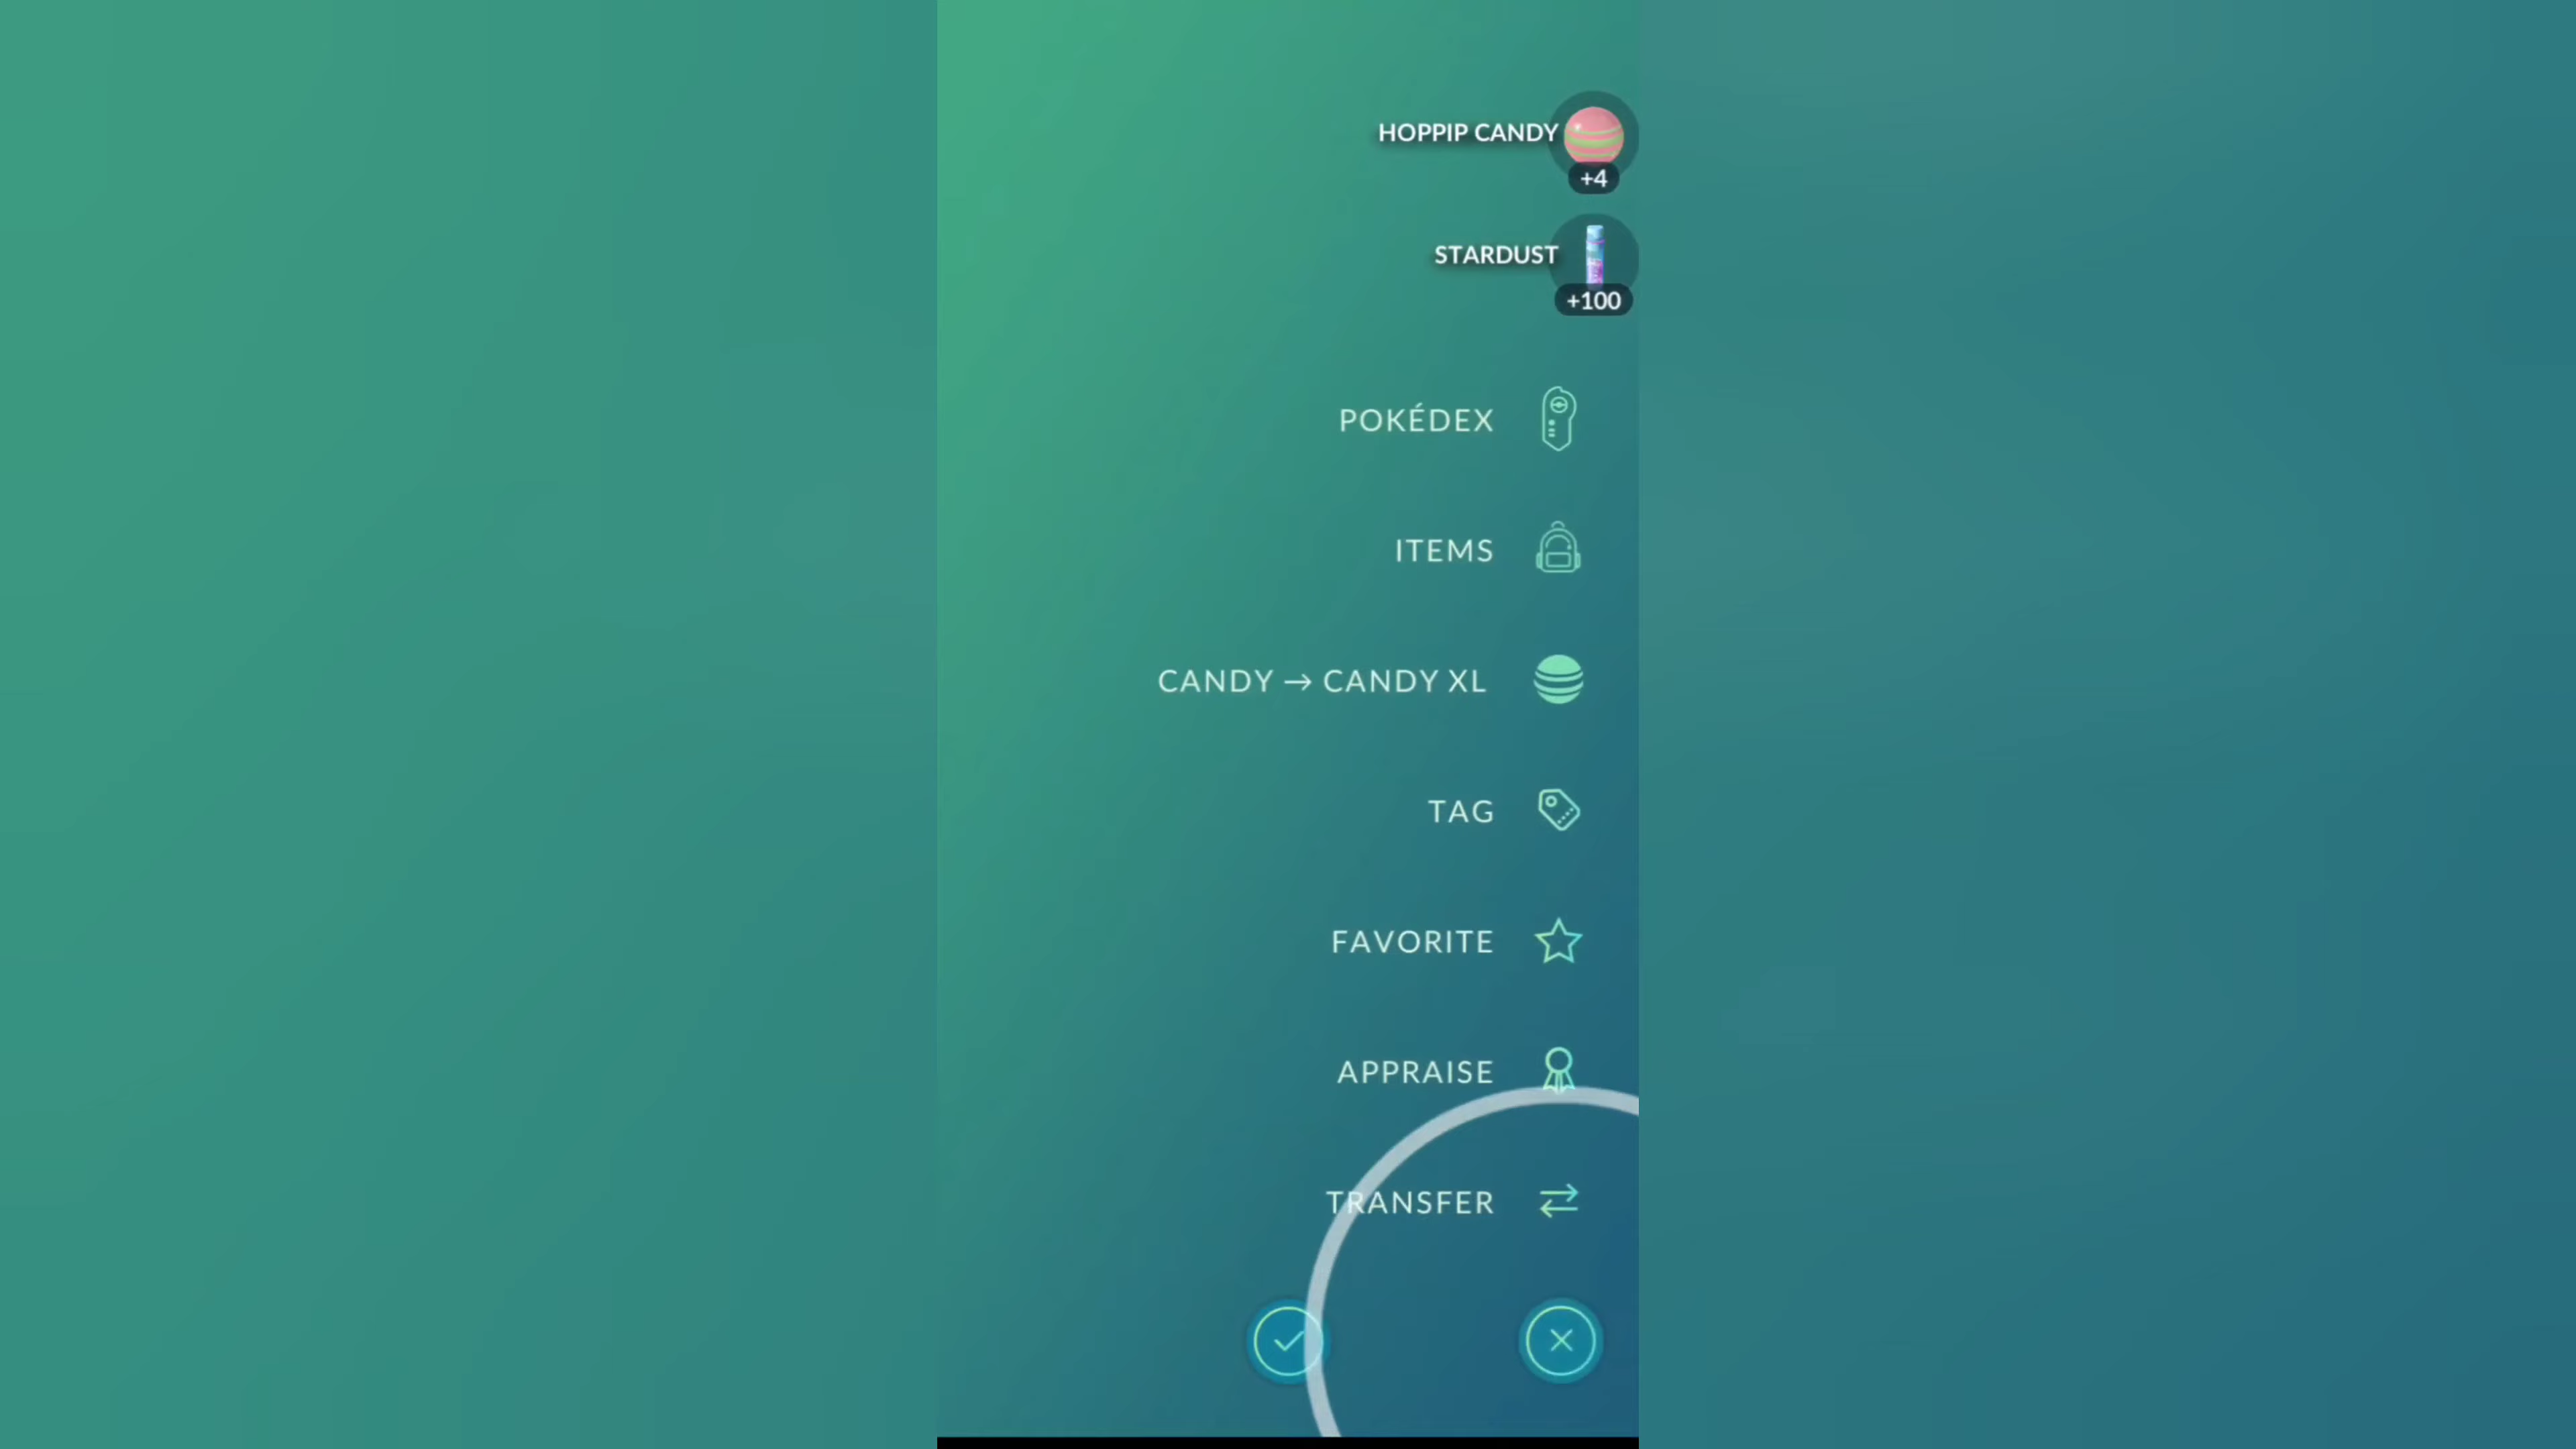 HOPPIP CANDY
+4
STARDUST
+100
POKÉDEX
ITEMS
CANDY → CANDY XL
TAG
FAVORITE
APPRAISE
TRANSFER